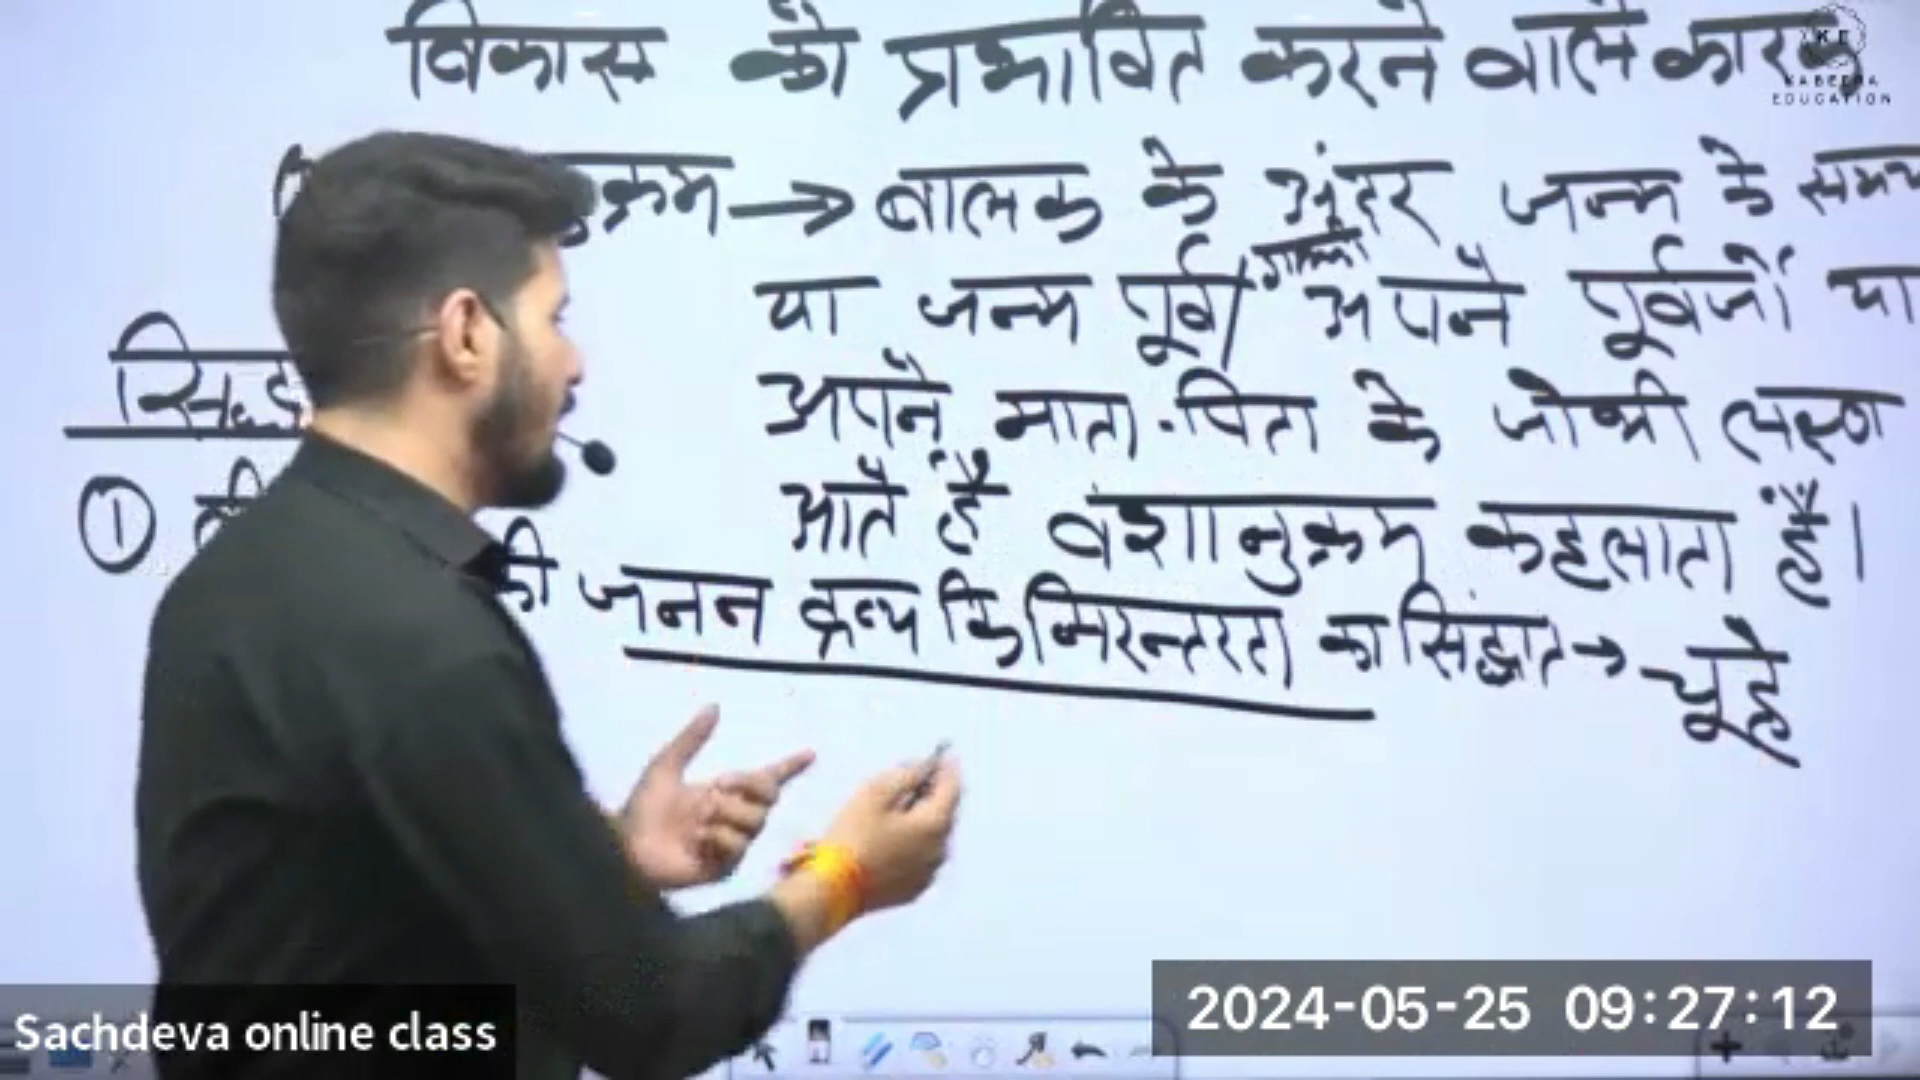 विकास को प्रभावित करने वाले कारक
KE
KABEERA
EDUCATION
क्रम → बालक के अंदर जन्म के समय
या जन्म पूर्व अपने पूर्वजों या
अपने माता-पिता के जो भी लक्षण
आते है वंशानुक्रम कहलाता हैं।
सिद्धा
①
की जनन द्रव्य कि निरन्तरता का सिद्धांत → चूहे
Sachdeva online class
2024-05-25 09:27:12